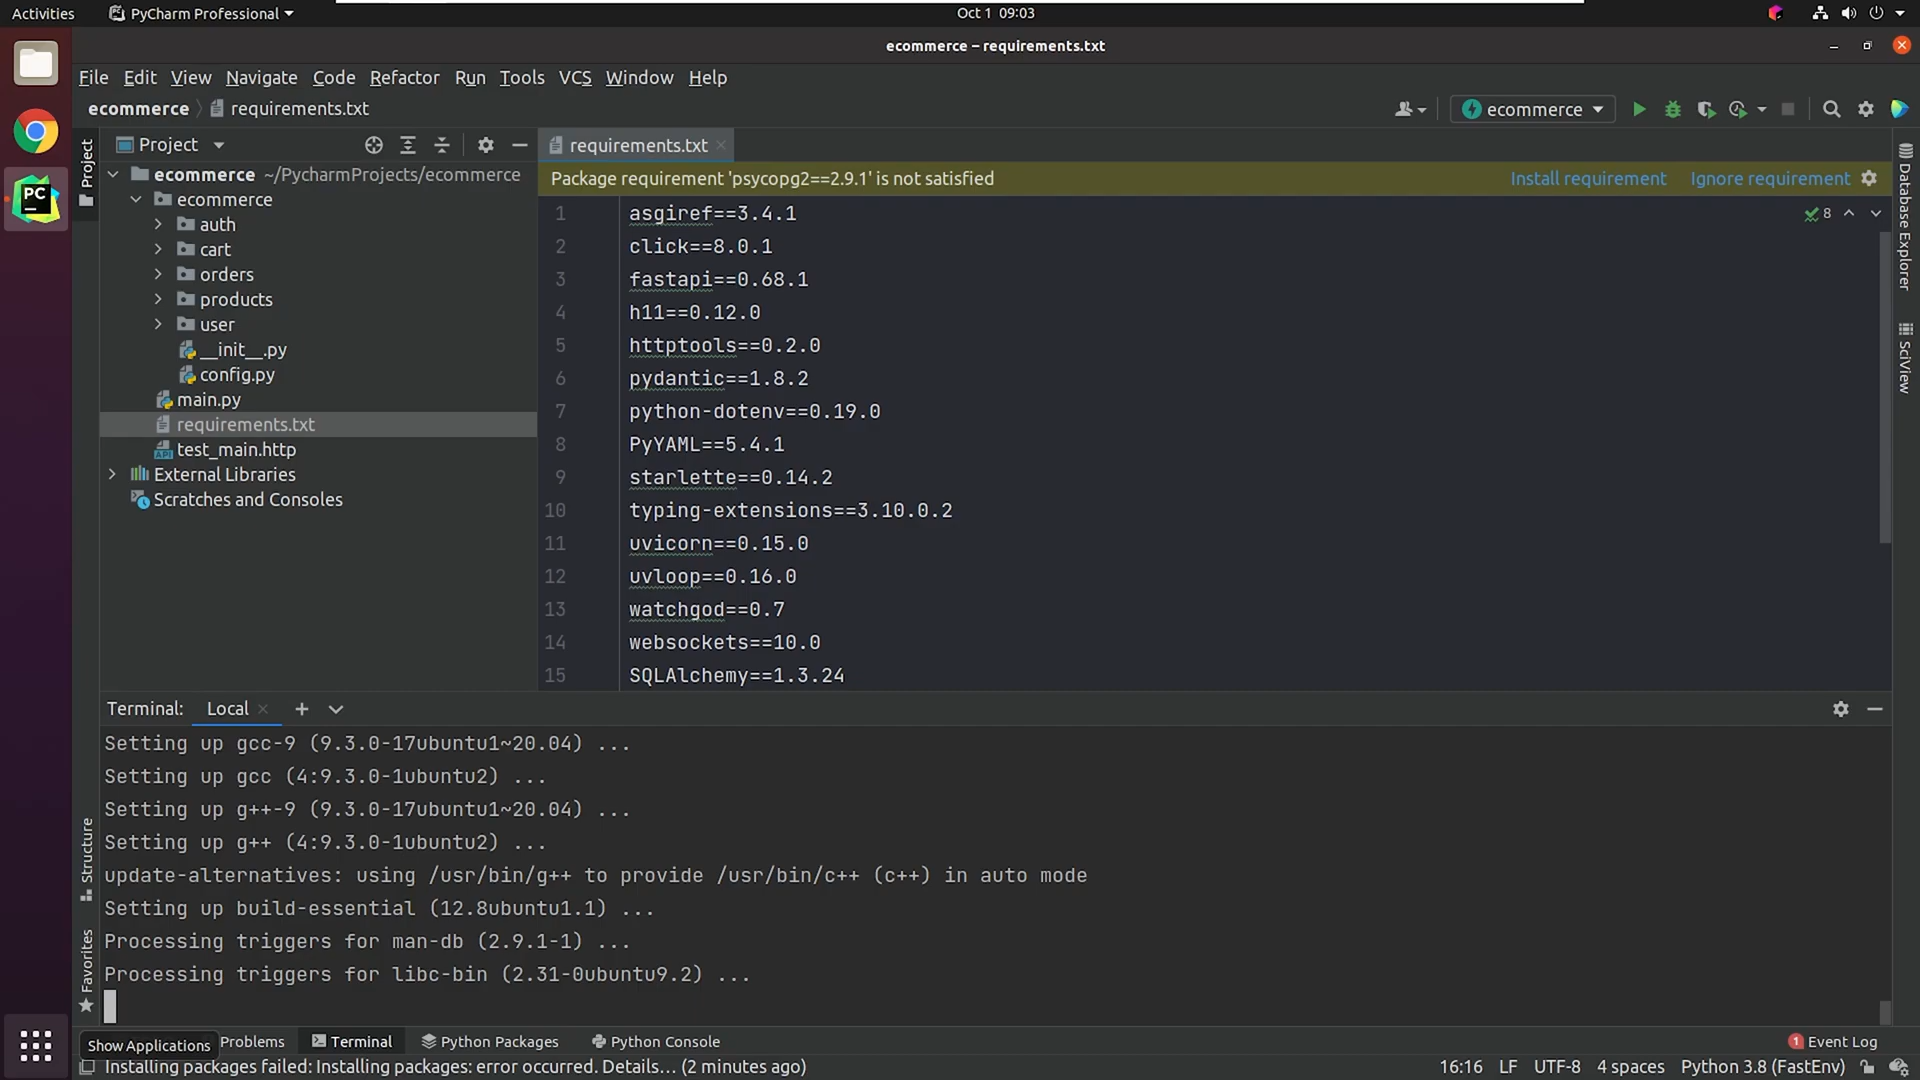 Activities PyCharm Professional Oct 1 09:03
ecommerce – requirements.txt
File Edit View Navigate Code Refactor Run Tools VCS Window Help
ecommerce requirements.txt ecommerce
Project Project requirements.txt
ecommerce ~/PycharmProjects/ecommerce
Package requirement 'psycopg2==2.9.1' is not satisfied Install requirement Ignore requirement
ecommerce
auth
cart
orders
products
user
__init__.py
config.py
main.py
requirements.txt
test_main.http
External Libraries
Scratches and Consoles
1 asgiref==3.4.1
2 click==8.0.1
3 fastapi==0.68.1
4 h11==0.12.0
5 httptools==0.2.0
6 pydantic==1.8.2
7 python-dotenv==0.19.0
8 PyYAML==5.4.1
9 starlette==0.14.2
10 typing-extensions==3.10.0.2
11 uvicorn==0.15.0
12 uvloop==0.16.0
13 watchgod==0.7
14 websockets==10.0
15 SQLAlchemy==1.3.24
8
Database Explorer
SciView
Terminal: Local
Setting up gcc-9 (9.3.0-17ubuntu1~20.04) ...
Setting up gcc (4:9.3.0-1ubuntu2) ...
Setting up g++-9 (9.3.0-17ubuntu1~20.04) ...
Setting up g++ (4:9.3.0-1ubuntu2) ...
update-alternatives: using /usr/bin/g++ to provide /usr/bin/c++ (c++) in auto mode
Setting up build-essential (12.8ubuntu1.1) ...
Processing triggers for man-db (2.9.1-1) ...
Processing triggers for libc-bin (2.31-0ubuntu9.2) ...
Structure
Favorites
Show Applications Problems Terminal Python Packages Python Console 1 Event Log
Installing packages failed: Installing packages: error occurred. Details... (2 minutes ago) 16:16 LF UTF-8 4 spaces Python 3.8 (FastEnv)
PC